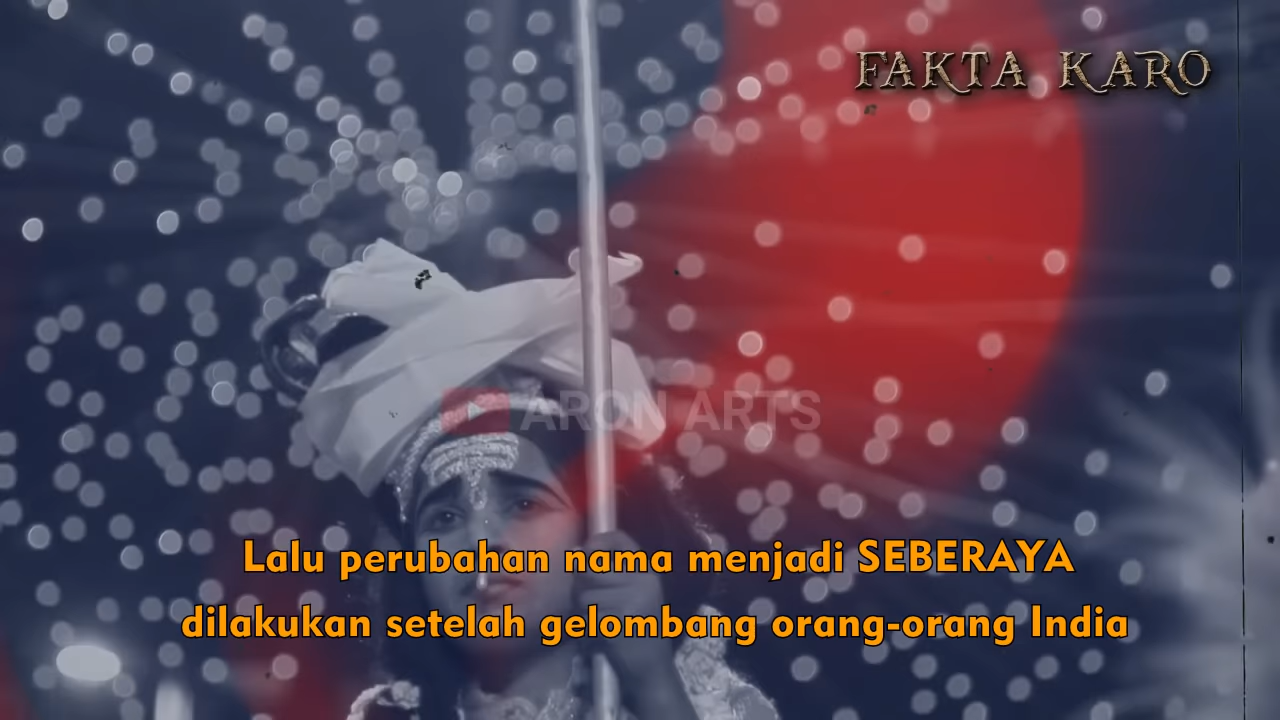 FAKTA KARO
ARON ARTS
Lalu perubahan nama menjadi SEBERAYA
dilakukan setelah gelombang orang-orang India